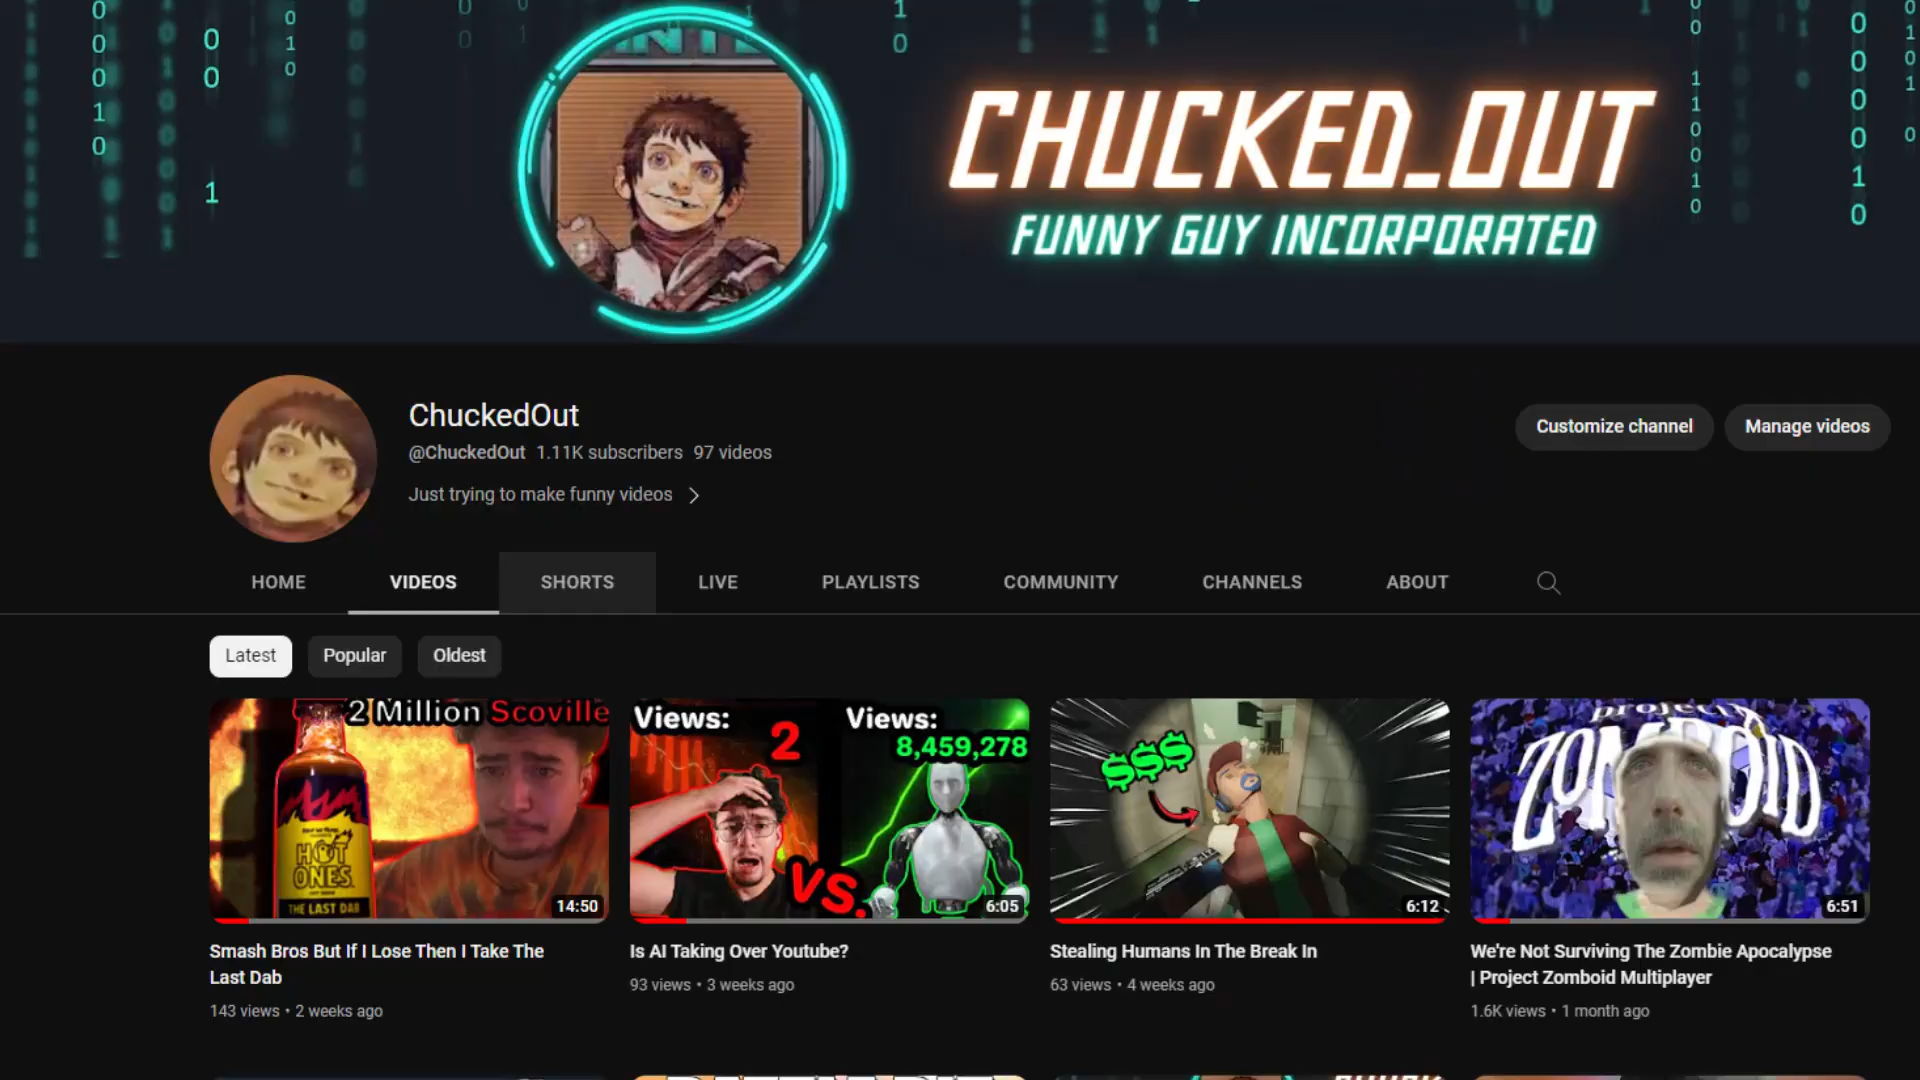 CHUCKED_OUT
FUNNY GUY INCORPORATED
ChuckedOut
@ChuckedOut 1.11K subscribers 97 videos
Just trying to make funny videos
Customize channel
Manage videos
HOME
VIDEOS
SHORTS
LIVE
PLAYLISTS
COMMUNITY
CHANNELS
ABOUT
Latest
Popular
Oldest
2 Million Scoville
HOT
ONES
THE LAST DAB
14:50
Views:
2
Views:
8,459,278
VS.
6:05
$$$
6:12
project
ZOMBOID
6:51
Smash Bros But If I Lose Then I Take The
Last Dab
143 views • 2 weeks ago
Is AI Taking Over Youtube?
93 views • 3 weeks ago
Stealing Humans In The Break In
63 views • 4 weeks ago
We're Not Surviving The Zombie Apocalypse
| Project Zomboid Multiplayer
1.6K views • 1 month ago